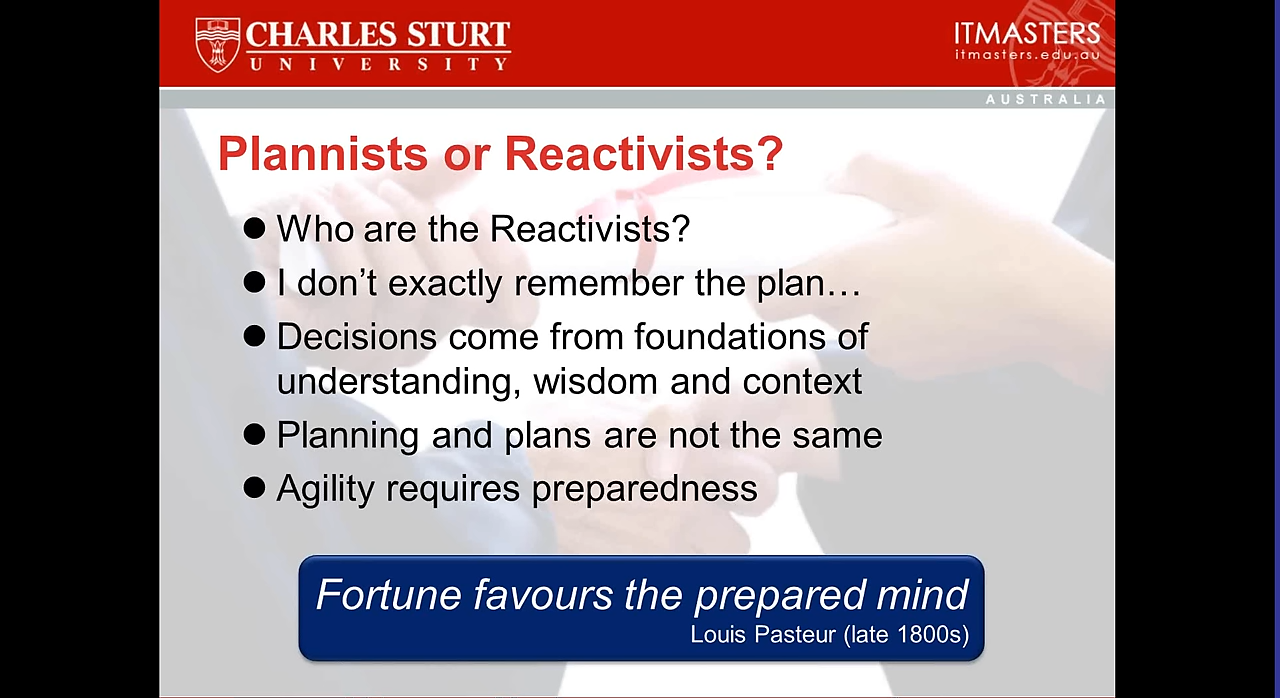 CHARLES STURT
UNIVERSITY
ITMASTERS
itmasters.edu.au
AUSTRALIA
Plannists or Reactivists?
● Who are the Reactivists?
● I don’t exactly remember the plan…
● Decisions come from foundations of
understanding, wisdom and context
● Planning and plans are not the same
● Agility requires preparedness
Fortune favours the prepared mind
Louis Pasteur (late 1800s)